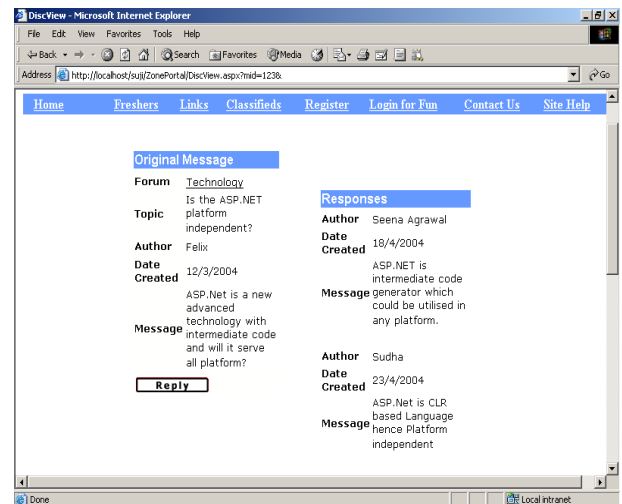 DiscView - Microsoft Internet Explorer
File Edit View Favorites Tools Help
Back Search Favorites Media
Address http://localhost/suji/ZonePortal/DiscView.aspx?mid=123& Go
Home Freshers Links Classifieds Register Login for Fun Contact Us Site Help
Original Message
Forum Technology
Topic Is the ASP.NET
platform
independent?
Author Felix
Date
Created 12/3/2004
Message ASP.Net is a new
advanced
technology with
intermediate code
and will it serve
all platform?
Reply
Responses
Author Seena Agrawal
Date
Created 18/4/2004
Message ASP.NET is
intermediate code
generator which
could be utilised in
any platform.
Author Sudha
Date
Created 23/4/2004
Message ASP.Net is CLR
based Language
hence Platform
independent
Done Local intranet